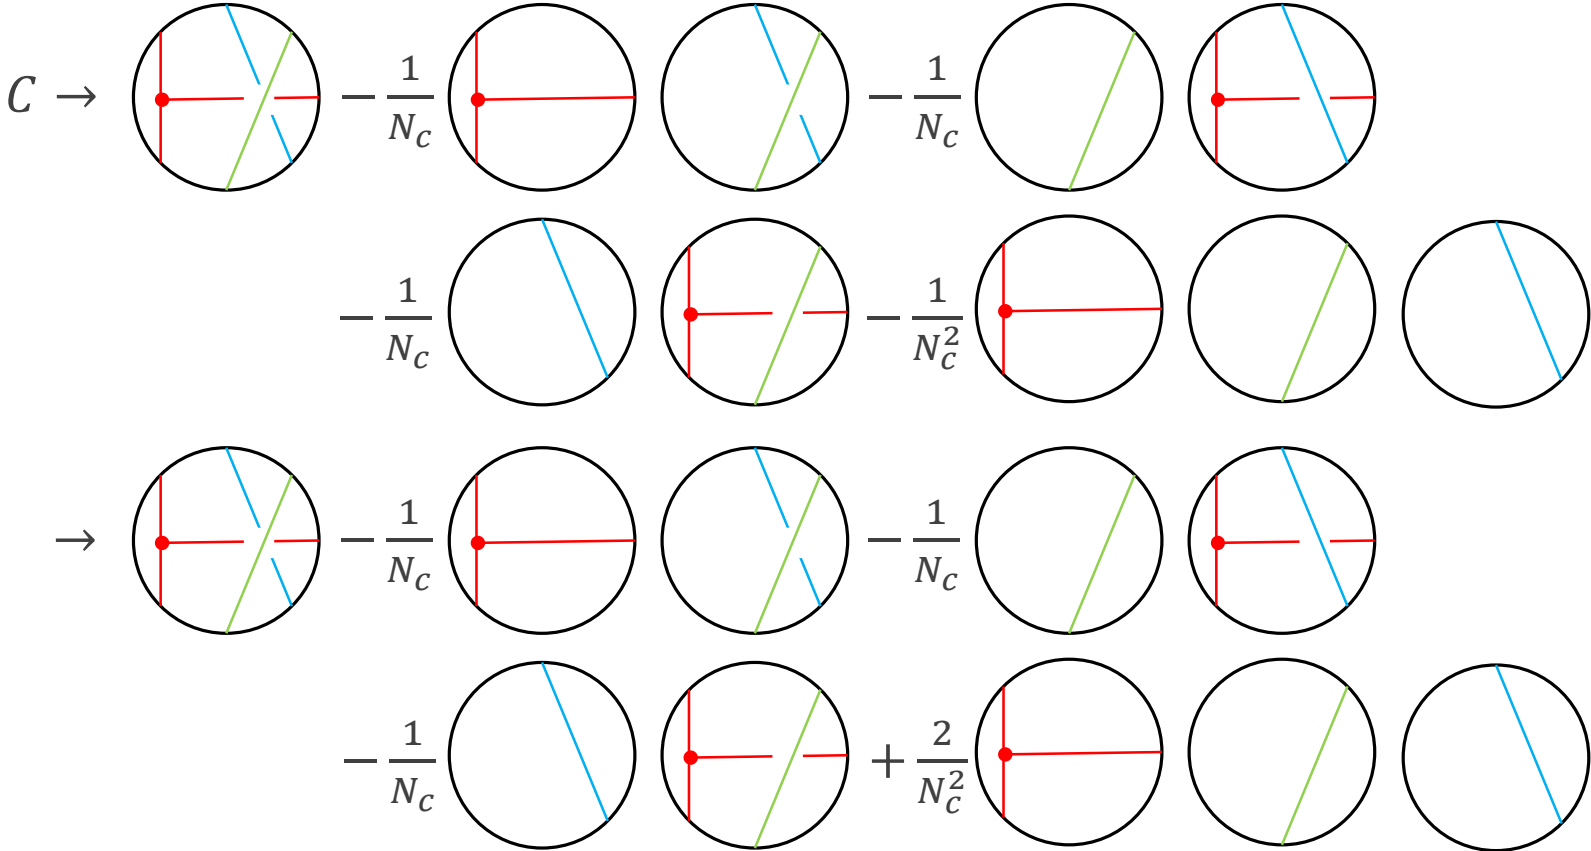 C → − 1/N_c − 1/N_c
− 1/N_c − 1/N_c^2
→ − 1/N_c − 1/N_c
− 1/N_c + 2/N_c^2